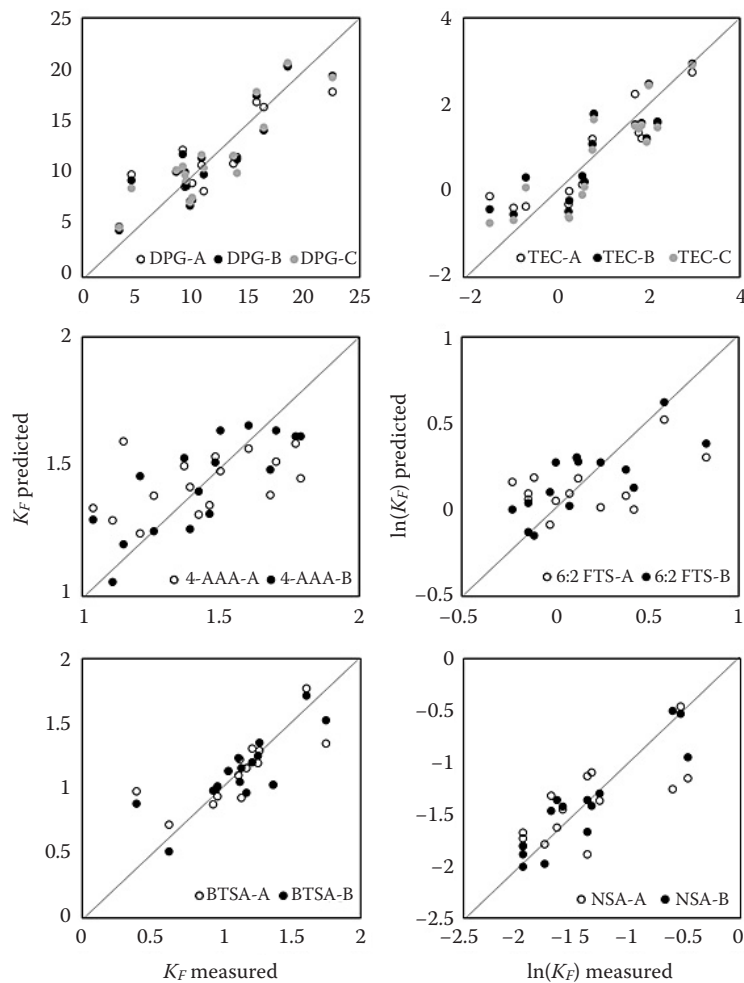 25
20
15
10
5
0
DPG-A DPG-B DPG-C
0 5 10 15 20 25
4
2
0
−2
TEC-A TEC-B TEC-C
−2 0 2 4
2
1.5
1
4-AAA-A 4-AAA-B
1 1.5 2
K_F predicted
1
0.5
0
−0.5
6:2 FTS-A 6:2 FTS-B
−0.5 0 0.5 1
ln(K_F) predicted
2
1.5
1
0.5
0
BTSA-A BTSA-B
0 0.5 1 1.5 2
K_F measured
0
−0.5
−1
−1.5
−2
−2.5
NSA-A NSA-B
−2.5 −2 −1.5 −1 −0.5 0
ln(K_F) measured